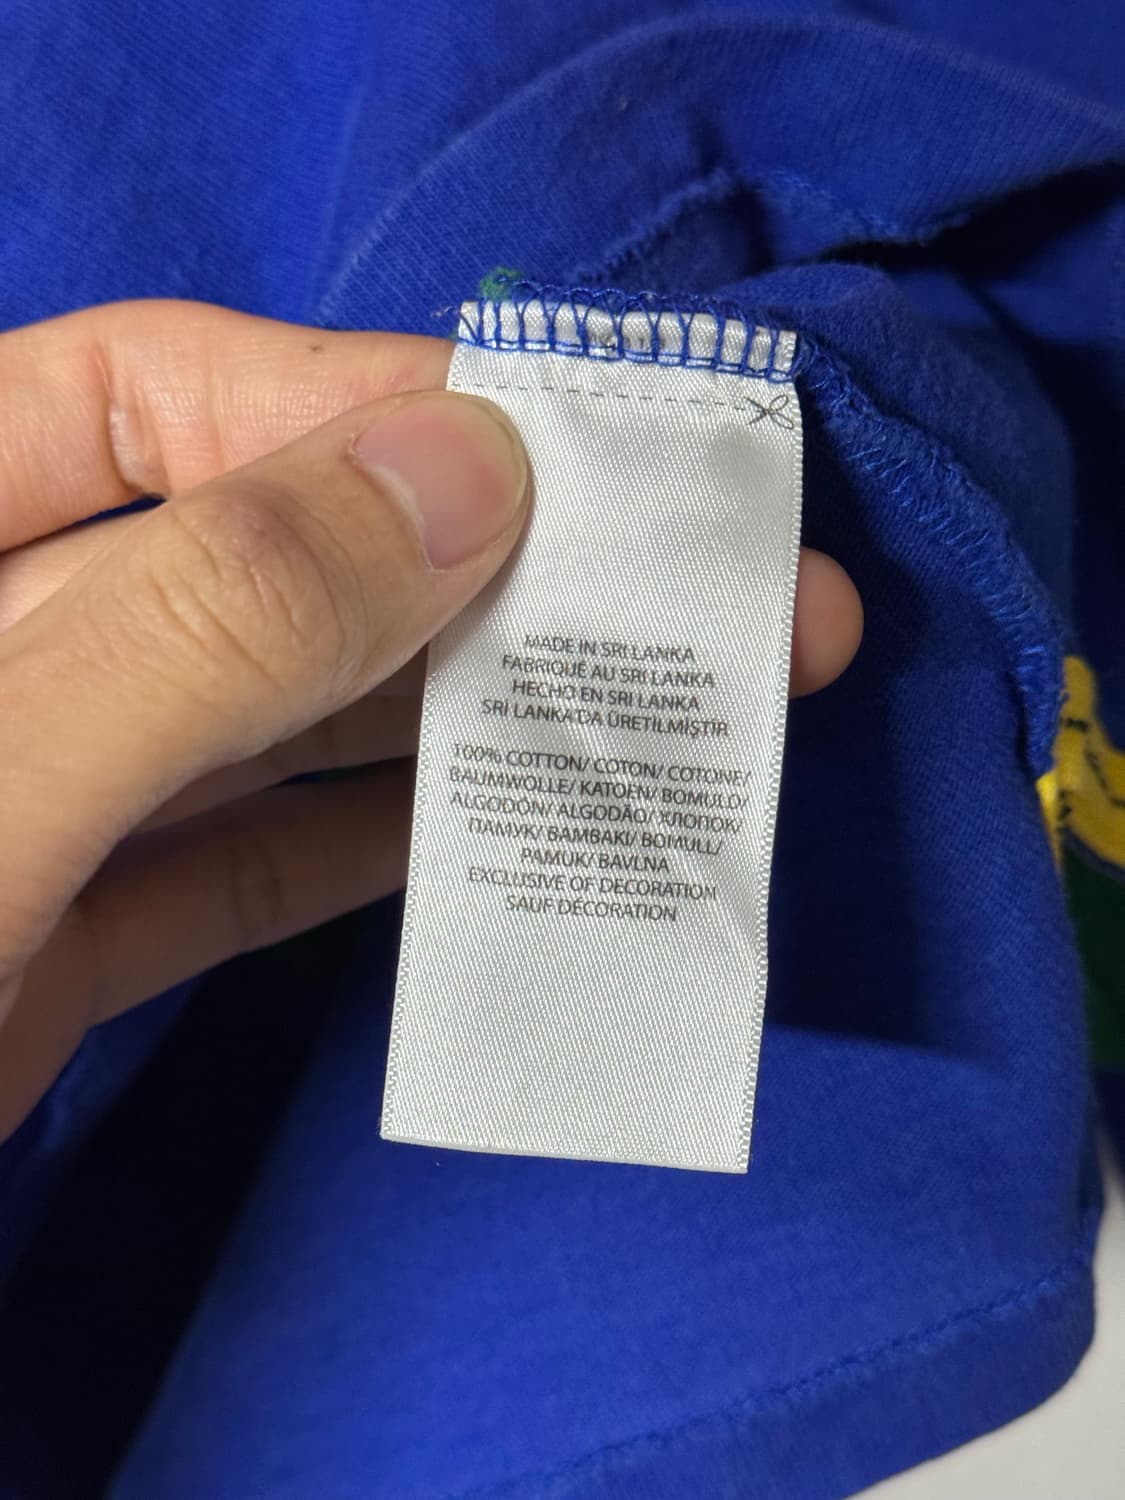 MADE IN SRI LANKA
FABRIQUÉ AU SRI LANKA
HECHO EN SRI LANKA
SRİ LANKA'DA ÜRETİLMİŞTİR
100% COTTON/ COTON/ COTONE/
BAUMWOLLE/ KATOEN/ BOMULD/
ALGODÓN/ ALGODÃO/ ХЛОПОК/
ПАМУК/ BAMBAKI/ BOMULL/
PAMUK/ BAVLNA
EXCLUSIVE OF DECORATION
SAUF DÉCORATION